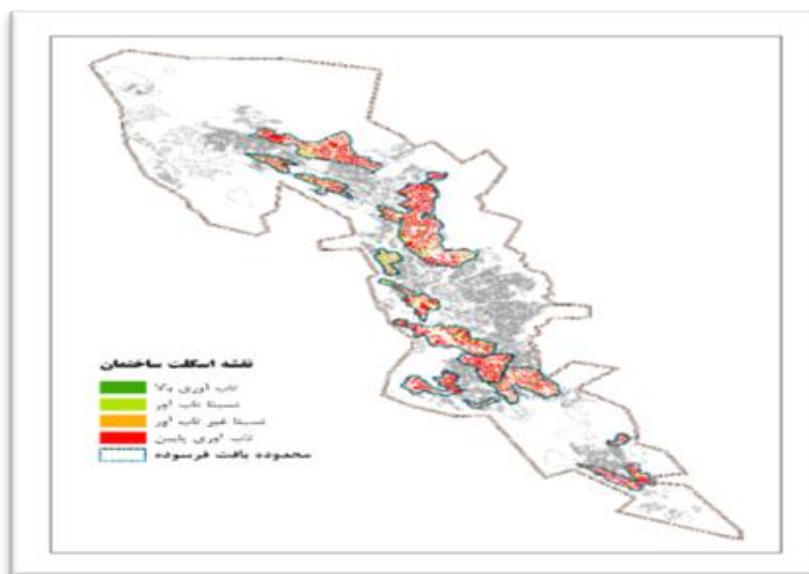 نقشه اسکلت ساختمان
تاب آوری بالا
نسبتا تاب آور
نسبتا غیر تاب آور
تاب آوری پایین
محدوده بافت فرسوده